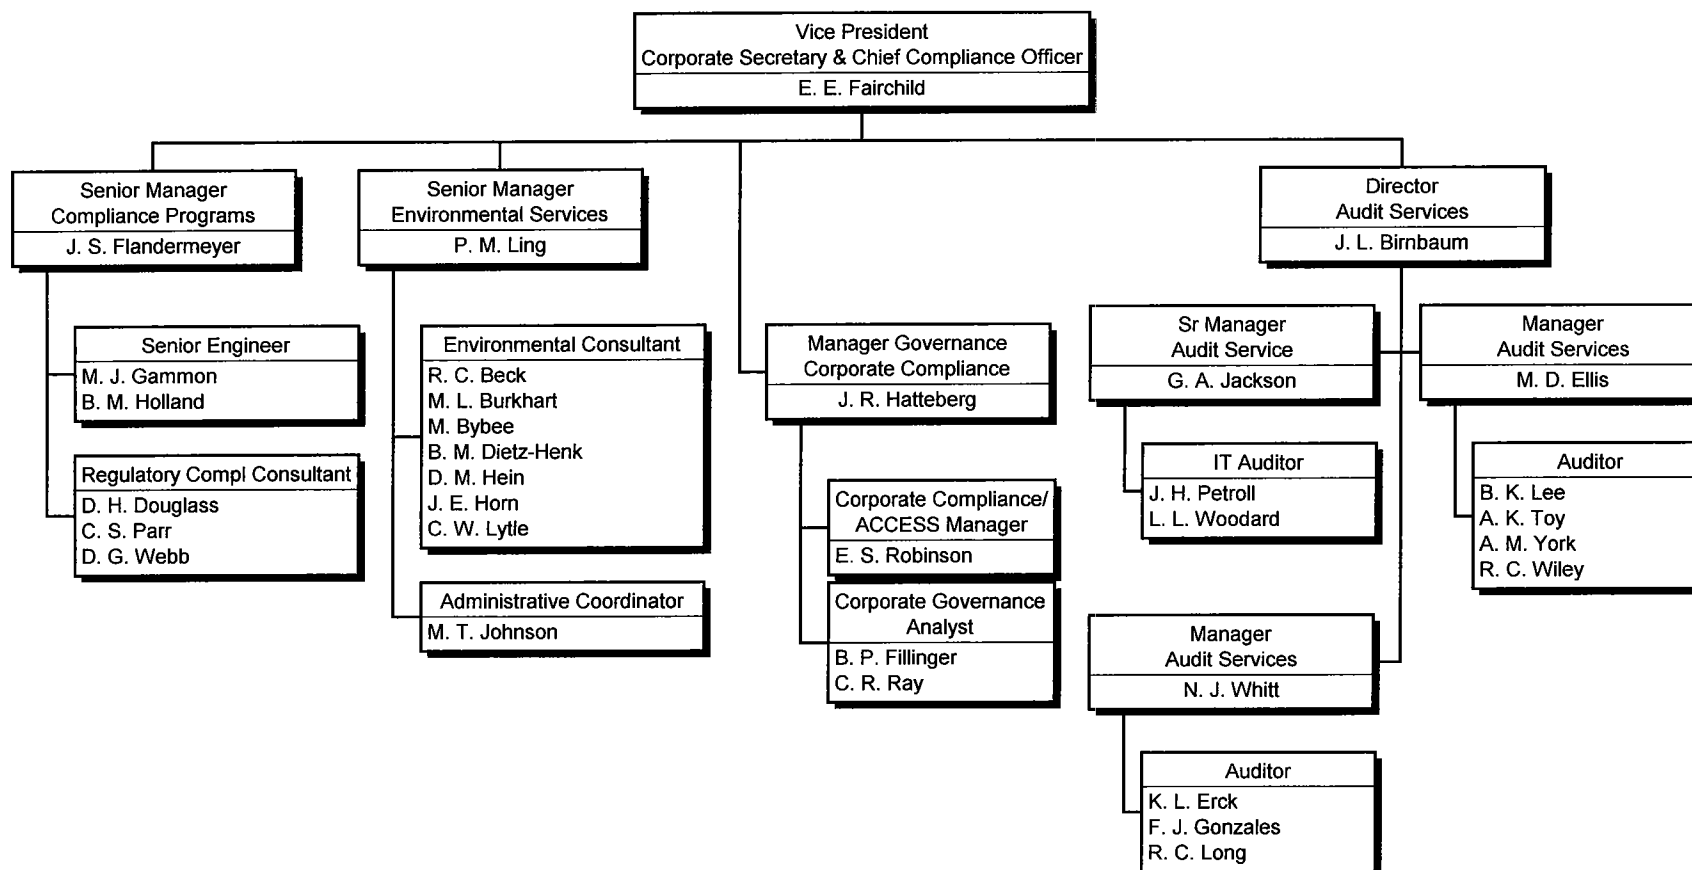 Vice President
Corporate Secretary & Chief Compliance Officer
E. E. Fairchild
Senior Manager
Compliance Programs
J. S. Flandermeyer
Senior Engineer
M. J. Gammon
B. M. Holland
Regulatory Compl Consultant
D. H. Douglass
C. S. Parr
D. G. Webb
Senior Manager
Environmental Services
P. M. Ling
Environmental Consultant
R. C. Beck
M. L. Burkhart
M. Bybee
B. M. Dietz-Henk
D. M. Hein
J. E. Horn
C. W. Lytle
Administrative Coordinator
M. T. Johnson
Manager Governance
Corporate Compliance
J. R. Hatteberg
Corporate Compliance/
ACCESS Manager
E. S. Robinson
Corporate Governance
Analyst
B. P. Fillinger
C. R. Ray
Director
Audit Services
J. L. Birnbaum
Sr Manager
Audit Service
G. A. Jackson
IT Auditor
J. H. Petroll
L. L. Woodard
Manager
Audit Services
M. D. Ellis
Auditor
B. K. Lee
A. K. Toy
A. M. York
R. C. Wiley
Manager
Audit Services
N. J. Whitt
Auditor
K. L. Erck
F. J. Gonzales
R. C. Long